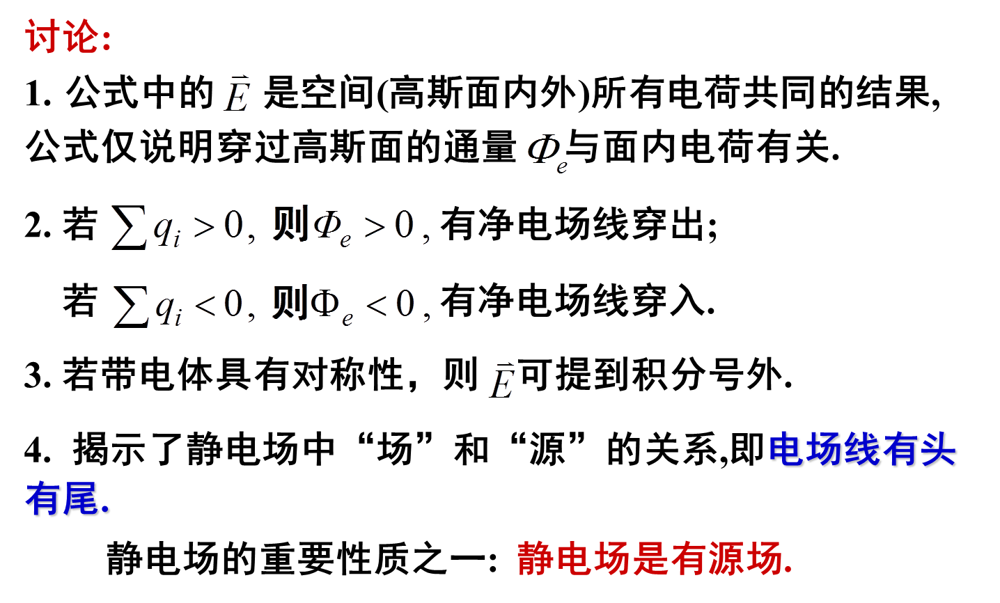 讨论:
1. 公式中的 $\vec{E}$ 是空间(高斯面内外)所有电荷共同的结果,
公式仅说明穿过高斯面的通量 $\Phi_e$与面内电荷有关.
2. 若 $\sum q_i > 0$, 则$\Phi_e > 0$, 有净电场线穿出;
若 $\sum q_i < 0$, 则$\Phi_e < 0$, 有净电场线穿入.
3. 若带电体具有对称性，则 $\vec{E}$可提到积分号外.
4. 揭示了静电场中“场”和“源”的关系,即电场线有头
有尾.
静电场的重要性质之一: 静电场是有源场.